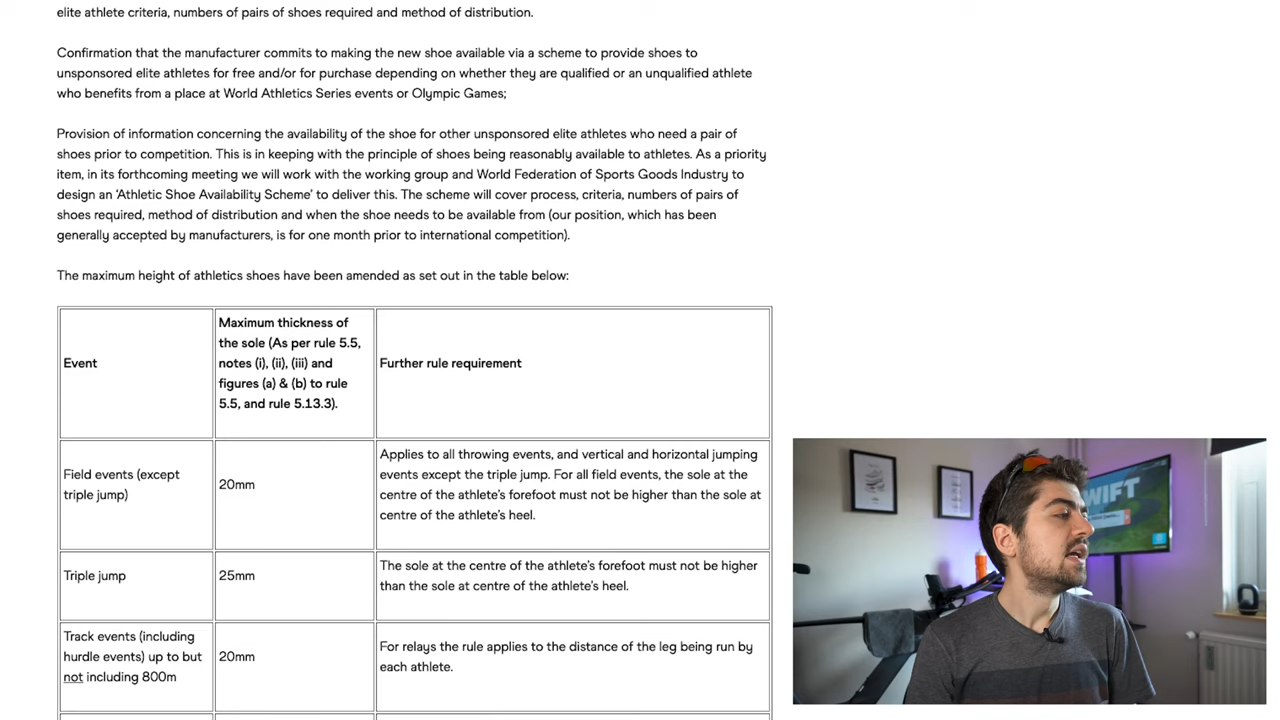 elite athlete criteria, numbers of pairs of shoes required and method of distribution.
Confirmation that the manufacturer commits to making the new shoe available via a scheme to provide shoes to
unsponsored elite athletes for free and/or for purchase depending on whether they are qualified or an unqualified athlete
who benefits from a place at World Athletics Series events or Olympic Games;
Provision of information concerning the availability of the shoe for other unsponsored elite athletes who need a pair of
shoes prior to competition. This is in keeping with the principle of shoes being reasonably available to athletes. As a priority
item, in its forthcoming meeting we will work with the working group and World Federation of Sports Goods Industry to
design an ‘Athletic Shoe Availability Scheme’ to deliver this. The scheme will cover process, criteria, numbers of pairs of
shoes required, method of distribution and when the shoe needs to be available from (our position, which has been
generally accepted by manufacturers, is for one month prior to international competition).
The maximum height of athletics shoes have been amended as set out in the table below:
Event
Maximum thickness of
the sole (As per rule 5.5,
notes (i), (ii), (iii) and
figures (a) & (b) to rule
5.5, and rule 5.13.3).
Further rule requirement
Field events (except
triple jump)
20mm
Applies to all throwing events, and vertical and horizontal jumping
events except the triple jump. For all field events, the sole at the
centre of the athlete’s forefoot must not be higher than the sole at
centre of the athlete’s heel.
Triple jump
25mm
The sole at the centre of the athlete’s forefoot must not be higher
than the sole at centre of the athlete’s heel.
Track events (including
hurdle events) up to but
not including 800m
20mm
For relays the rule applies to the distance of the leg being run by
each athlete.
WIFT